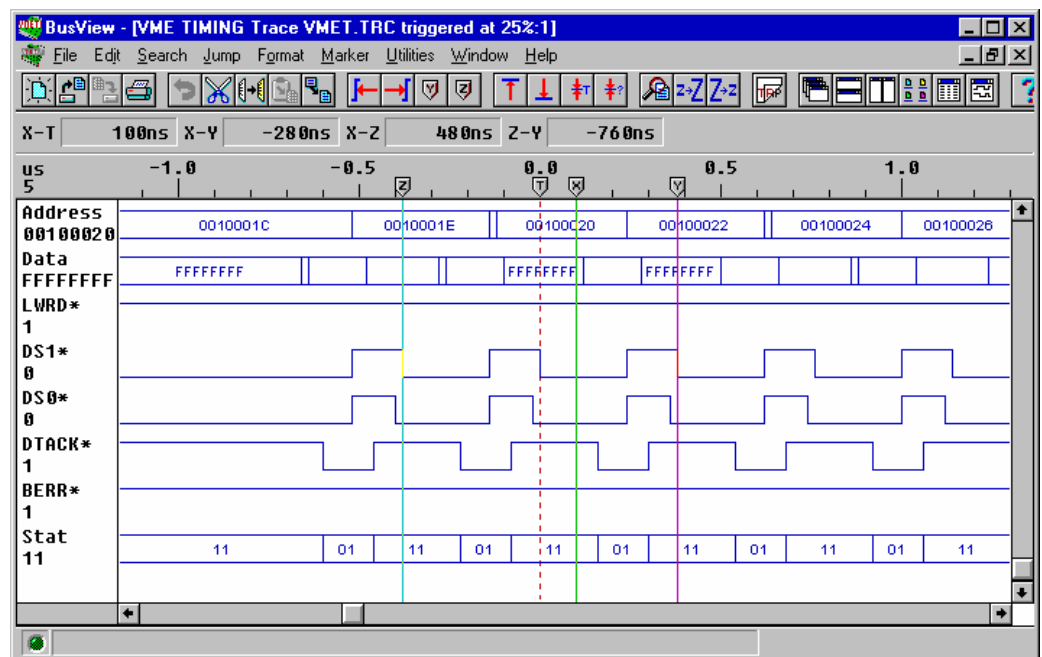 BusView - [VME TIMING Trace VMET.TRC triggered at 25%:1]
File Edit Search Jump Format Marker Utilities Window Help
X-T 100ns X-Y -280ns X-Z 480ns Z-Y -760ns
us -1.0 -0.5 0.0 0.5 1.0
5 Z T X Y
Address 0010001C 0010001E 00100020 00100022 00100024 00100026
00100020
Data FFFFFFFF FFFFFFFF FFFFFFFF
FFFFFFFF
LWRD*
1
DS1*
0
DS0*
0
DTACK*
1
BERR*
1
Stat 11 01 11 01 11 01 11 01 11 01 11
11